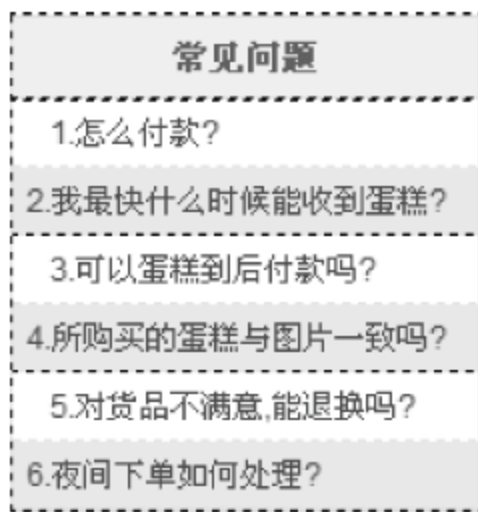 常见问题
1.怎么付款?
2.我最快什么时候能收到蛋糕?
3.可以蛋糕到后付款吗?
4.所购买的蛋糕与图片一致吗?
5.对货品不满意,能退换吗?
6.夜间下单如何处理?